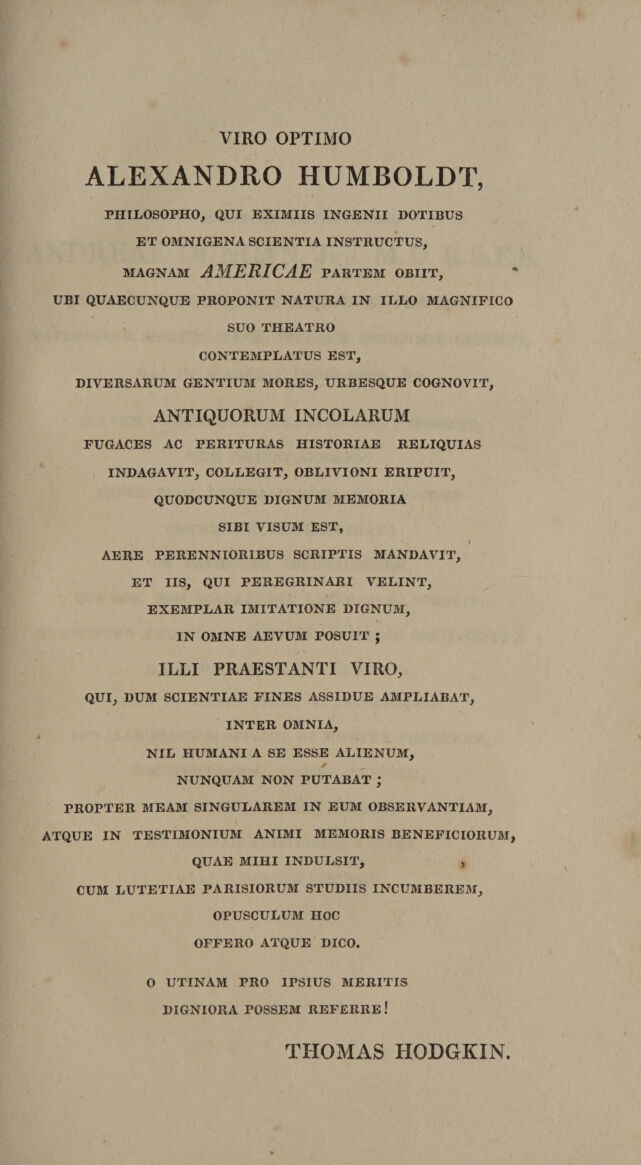 VIRO OPTIMO
ALEXANDRO HUMBOLDT,
PHILOSOPHO, QUI EXIMIIS INGENII DOTIBUS
ET OMNIGENA SCIENTIA INSTRUCTUS,
MAGNAM AMERICAE PARTEM OBIIT,
UBI QUAECUNQUE PROPONIT NATURA IN ILLO MAGNIFICO
SUO THEATRO
CONTEMPLATUS EST,
DIVERSARUM GENTIUM MORES, URBESQUE COGNOVIT,
ANTIQUORUM INCOLARUM
FUGACES AC PERITURAS HISTORIAE RELIQUIAS
INDAGAVIT, COLLEGIT, OBLIVIONI ERIPUIT,
QUODCUNQUE DIGNUM MEMORIA
SIBI VISUM EST,
AERE PERENNIORIBUS SCRIPTIS MANDAVIT,
ET IIS, QUI PEREGRINARI VELINT,
EXEMPLAR IMITATIONE DIGNUM,
IN OMNE AEVUM POSUIT ;
ILLI PRAESTANTI VIRO,
QUI, DUM SCIENTIAE FINES ASSIDUE AMPLIABAT,
INTER OMNIA,
NIL HUMANI A SE ESSE ALIENUM,
NUNQUAM NON PUTABAT ;
PROPTER MEAM SINGULAREM IN EUM OBSERVANTIAM,
ATQUE IN TESTIMONIUM ANIMI MEMORIS BENEFICIORUM,
QUAE MIHI INDULSIT,
CUM LUTETIAE PARISIORUM STUDIIS INCUMBEREM,
OPUSCULUM HOC
OFFERO ATQUE DICO.
O UTINAM PRO IPSIUS MERITIS
DIGNIORA POSSEM REFERRE!
THOMAS HODGKIN.